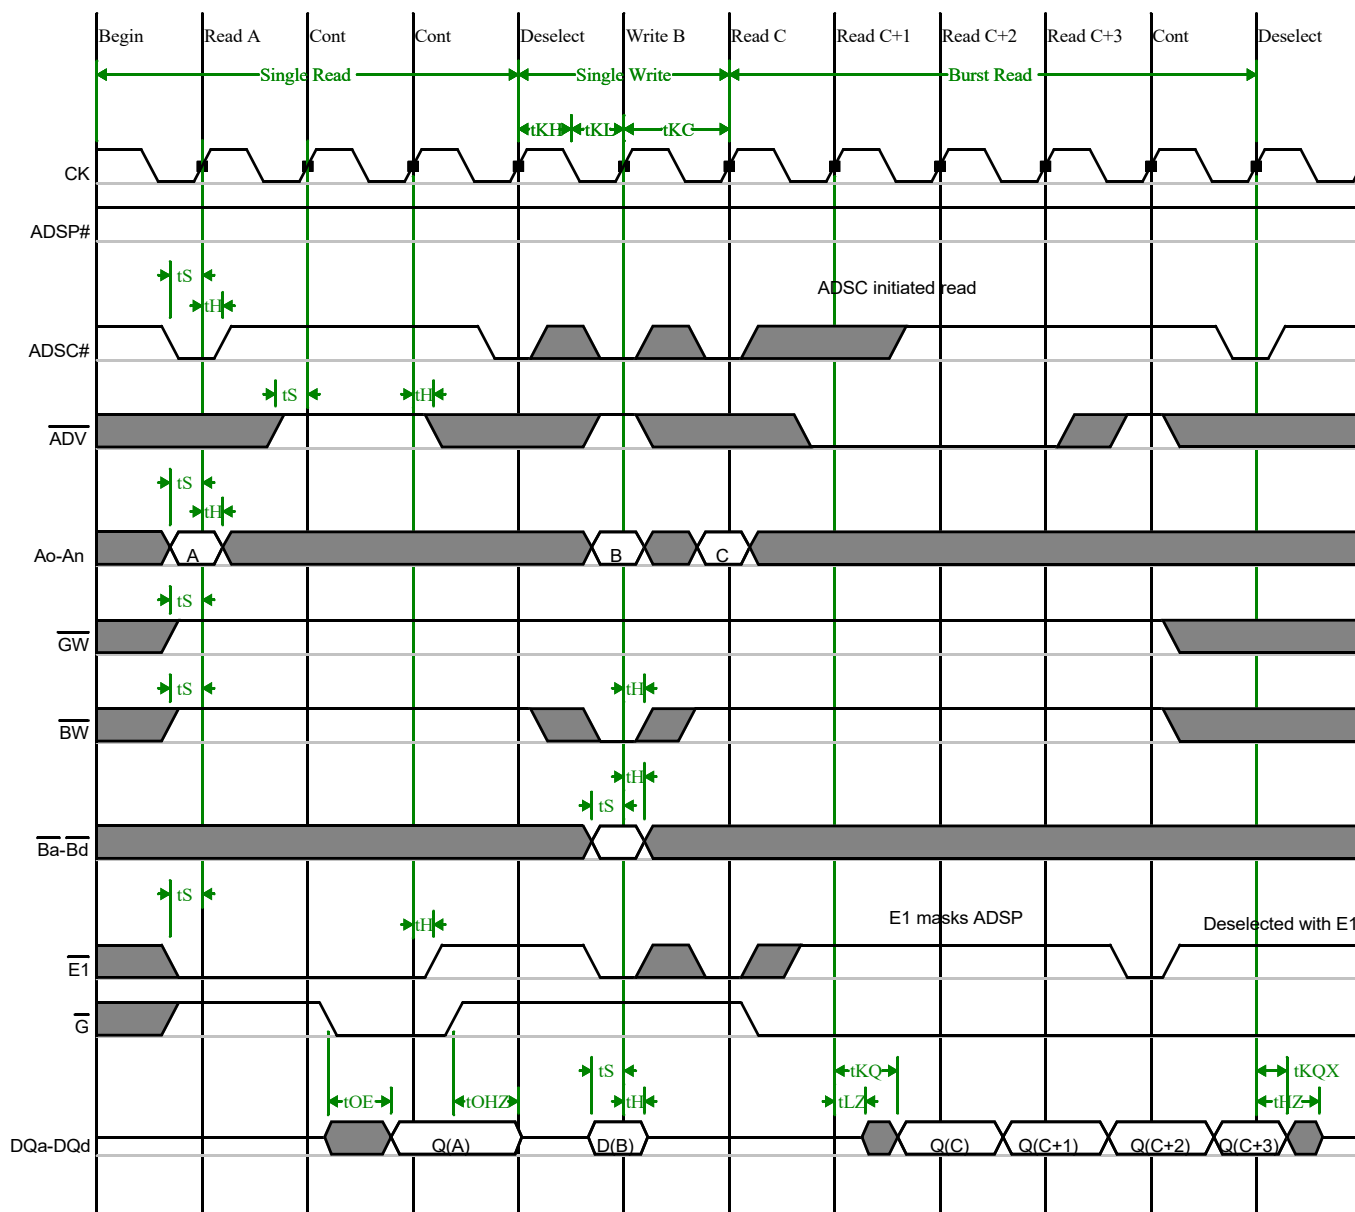 Begin Read A Cont Cont Deselect Write B Read C Read C+1 Read C+2 Read C+3 Cont Deselect
Single Read Single Write Burst Read
tKH tKL tKC
CK
ADSP#
tS
ADSC initiated read
tH
ADSC#
tS tH
ADV
tS
tH
Ao-An A B C
tS
GW
tS tH
BW
tH
tS
Ba-Bd
tS
E1 masks ADSP Deselected with E1
tH
E1
G
tS tKQ tKQX
tOE tOHZ tH tLZ tHZ
DQa-DQd Q(A) D(B) Q(C) Q(C+1) Q(C+2) Q(C+3)